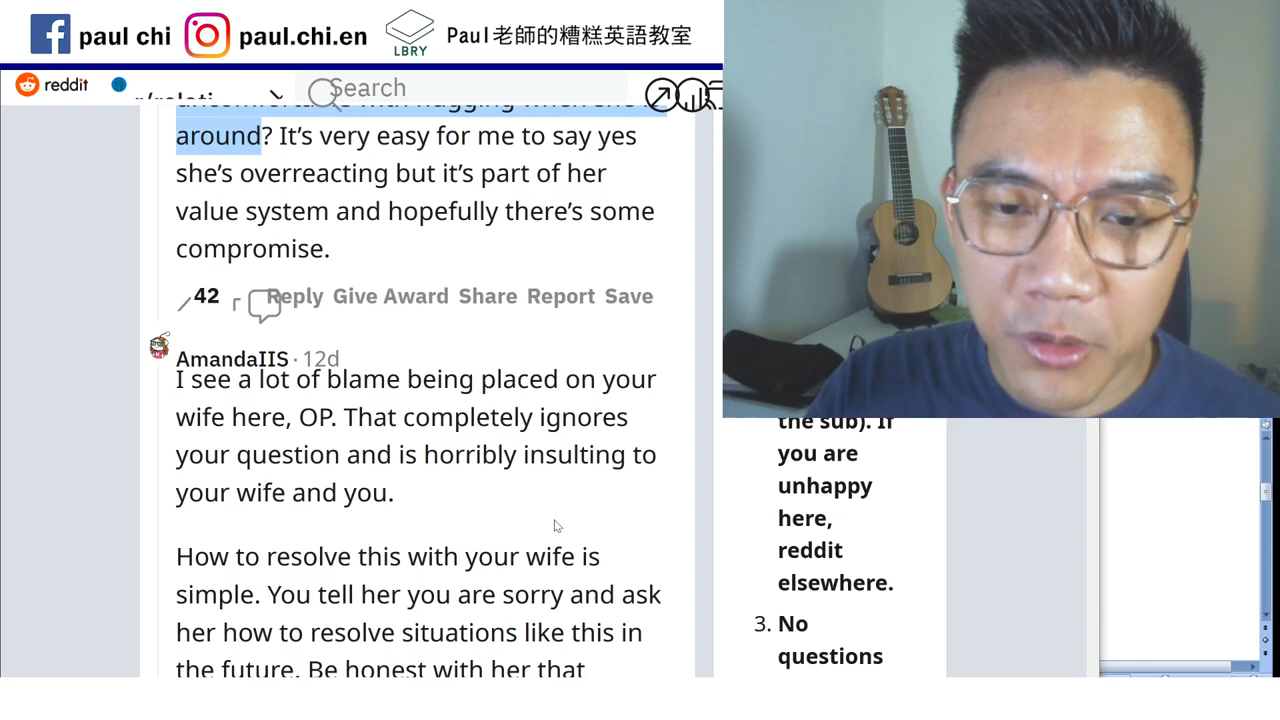 paul chi
paul.chi.en
LBRY
Paul老師的糟糕英語教室
reddit
Search
around? It’s very easy for me to say yes
she’s overreacting but it’s part of her
value system and hopefully there’s some
compromise.
42
Reply Give Award Share Report Save
AmandaIIS · 12d
I see a lot of blame being placed on your
wife here, OP. That completely ignores
your question and is horribly insulting to
your wife and you.
How to resolve this with your wife is
simple. You tell her you are sorry and ask
her how to resolve situations like this in
the future. Be honest with her that
the sub). If
you are
unhappy
here,
reddit
elsewhere.
3. No
questions